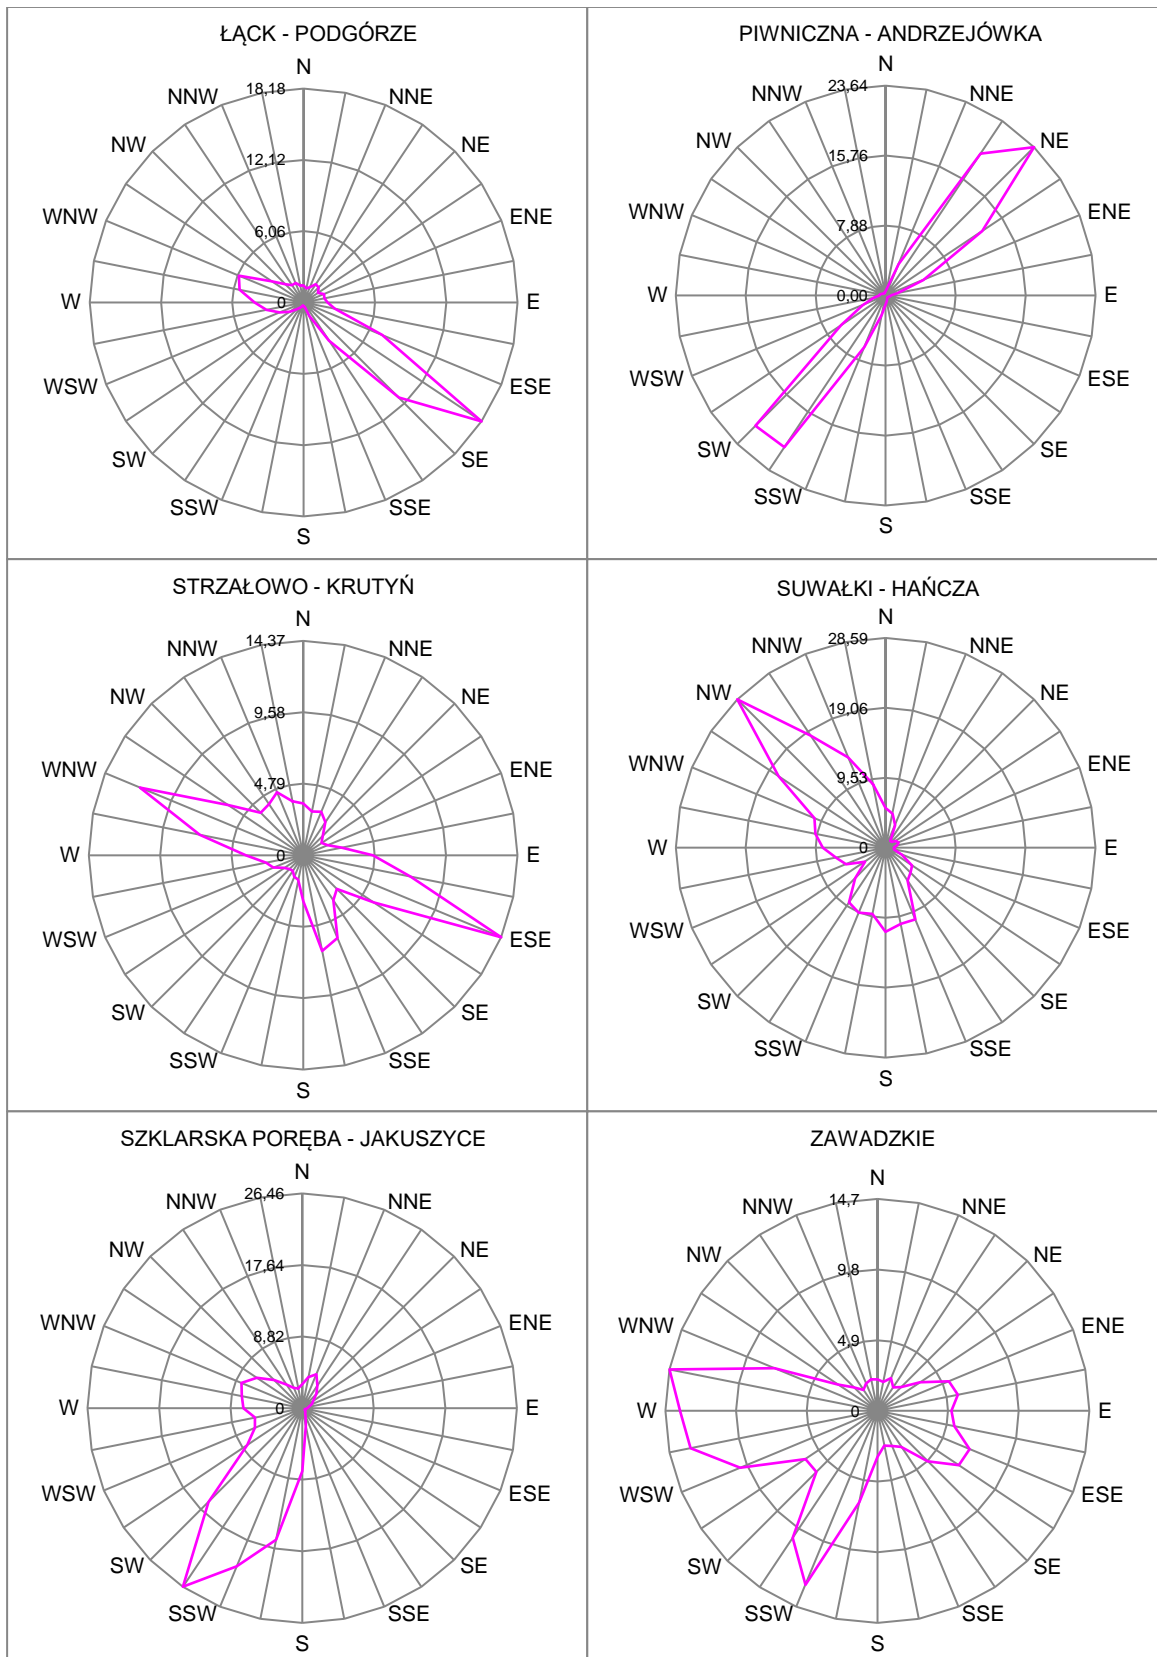 ŁĄCK - PODGÓRZE
N
18,18
NNW
NNE
NW
NE
12,12
WNW
ENE
6,06
W
0
E
WSW
ESE
SW
SE
SSW
SSE
S
PIWNICZNA - ANDRZEJÓWKA
N
23,64
NNW
NNE
NW
NE
15,76
WNW
ENE
7,88
W
0,00
E
WSW
ESE
SW
SE
SSW
SSE
S
STRZAŁOWO - KRUTYŃ
N
14,37
NNW
NNE
NW
NE
9,58
WNW
ENE
4,79
W
0
E
WSW
ESE
SW
SE
SSW
SSE
S
SUWAŁKI - HAŃCZA
N
28,59
NNW
NNE
NW
NE
19,06
WNW
ENE
9,53
W
0
E
WSW
ESE
SW
SE
SSW
SSE
S
SZKLARSKA PORĘBA - JAKUSZYCE
N
26,46
NNW
NNE
NW
NE
17,64
WNW
ENE
8,82
W
0
E
WSW
ESE
SW
SE
SSW
SSE
S
ZAWADZKIE
N
14,7
NNW
NNE
NW
NE
9,8
WNW
ENE
4,9
W
0
E
WSW
ESE
SW
SE
SSW
SSE
S